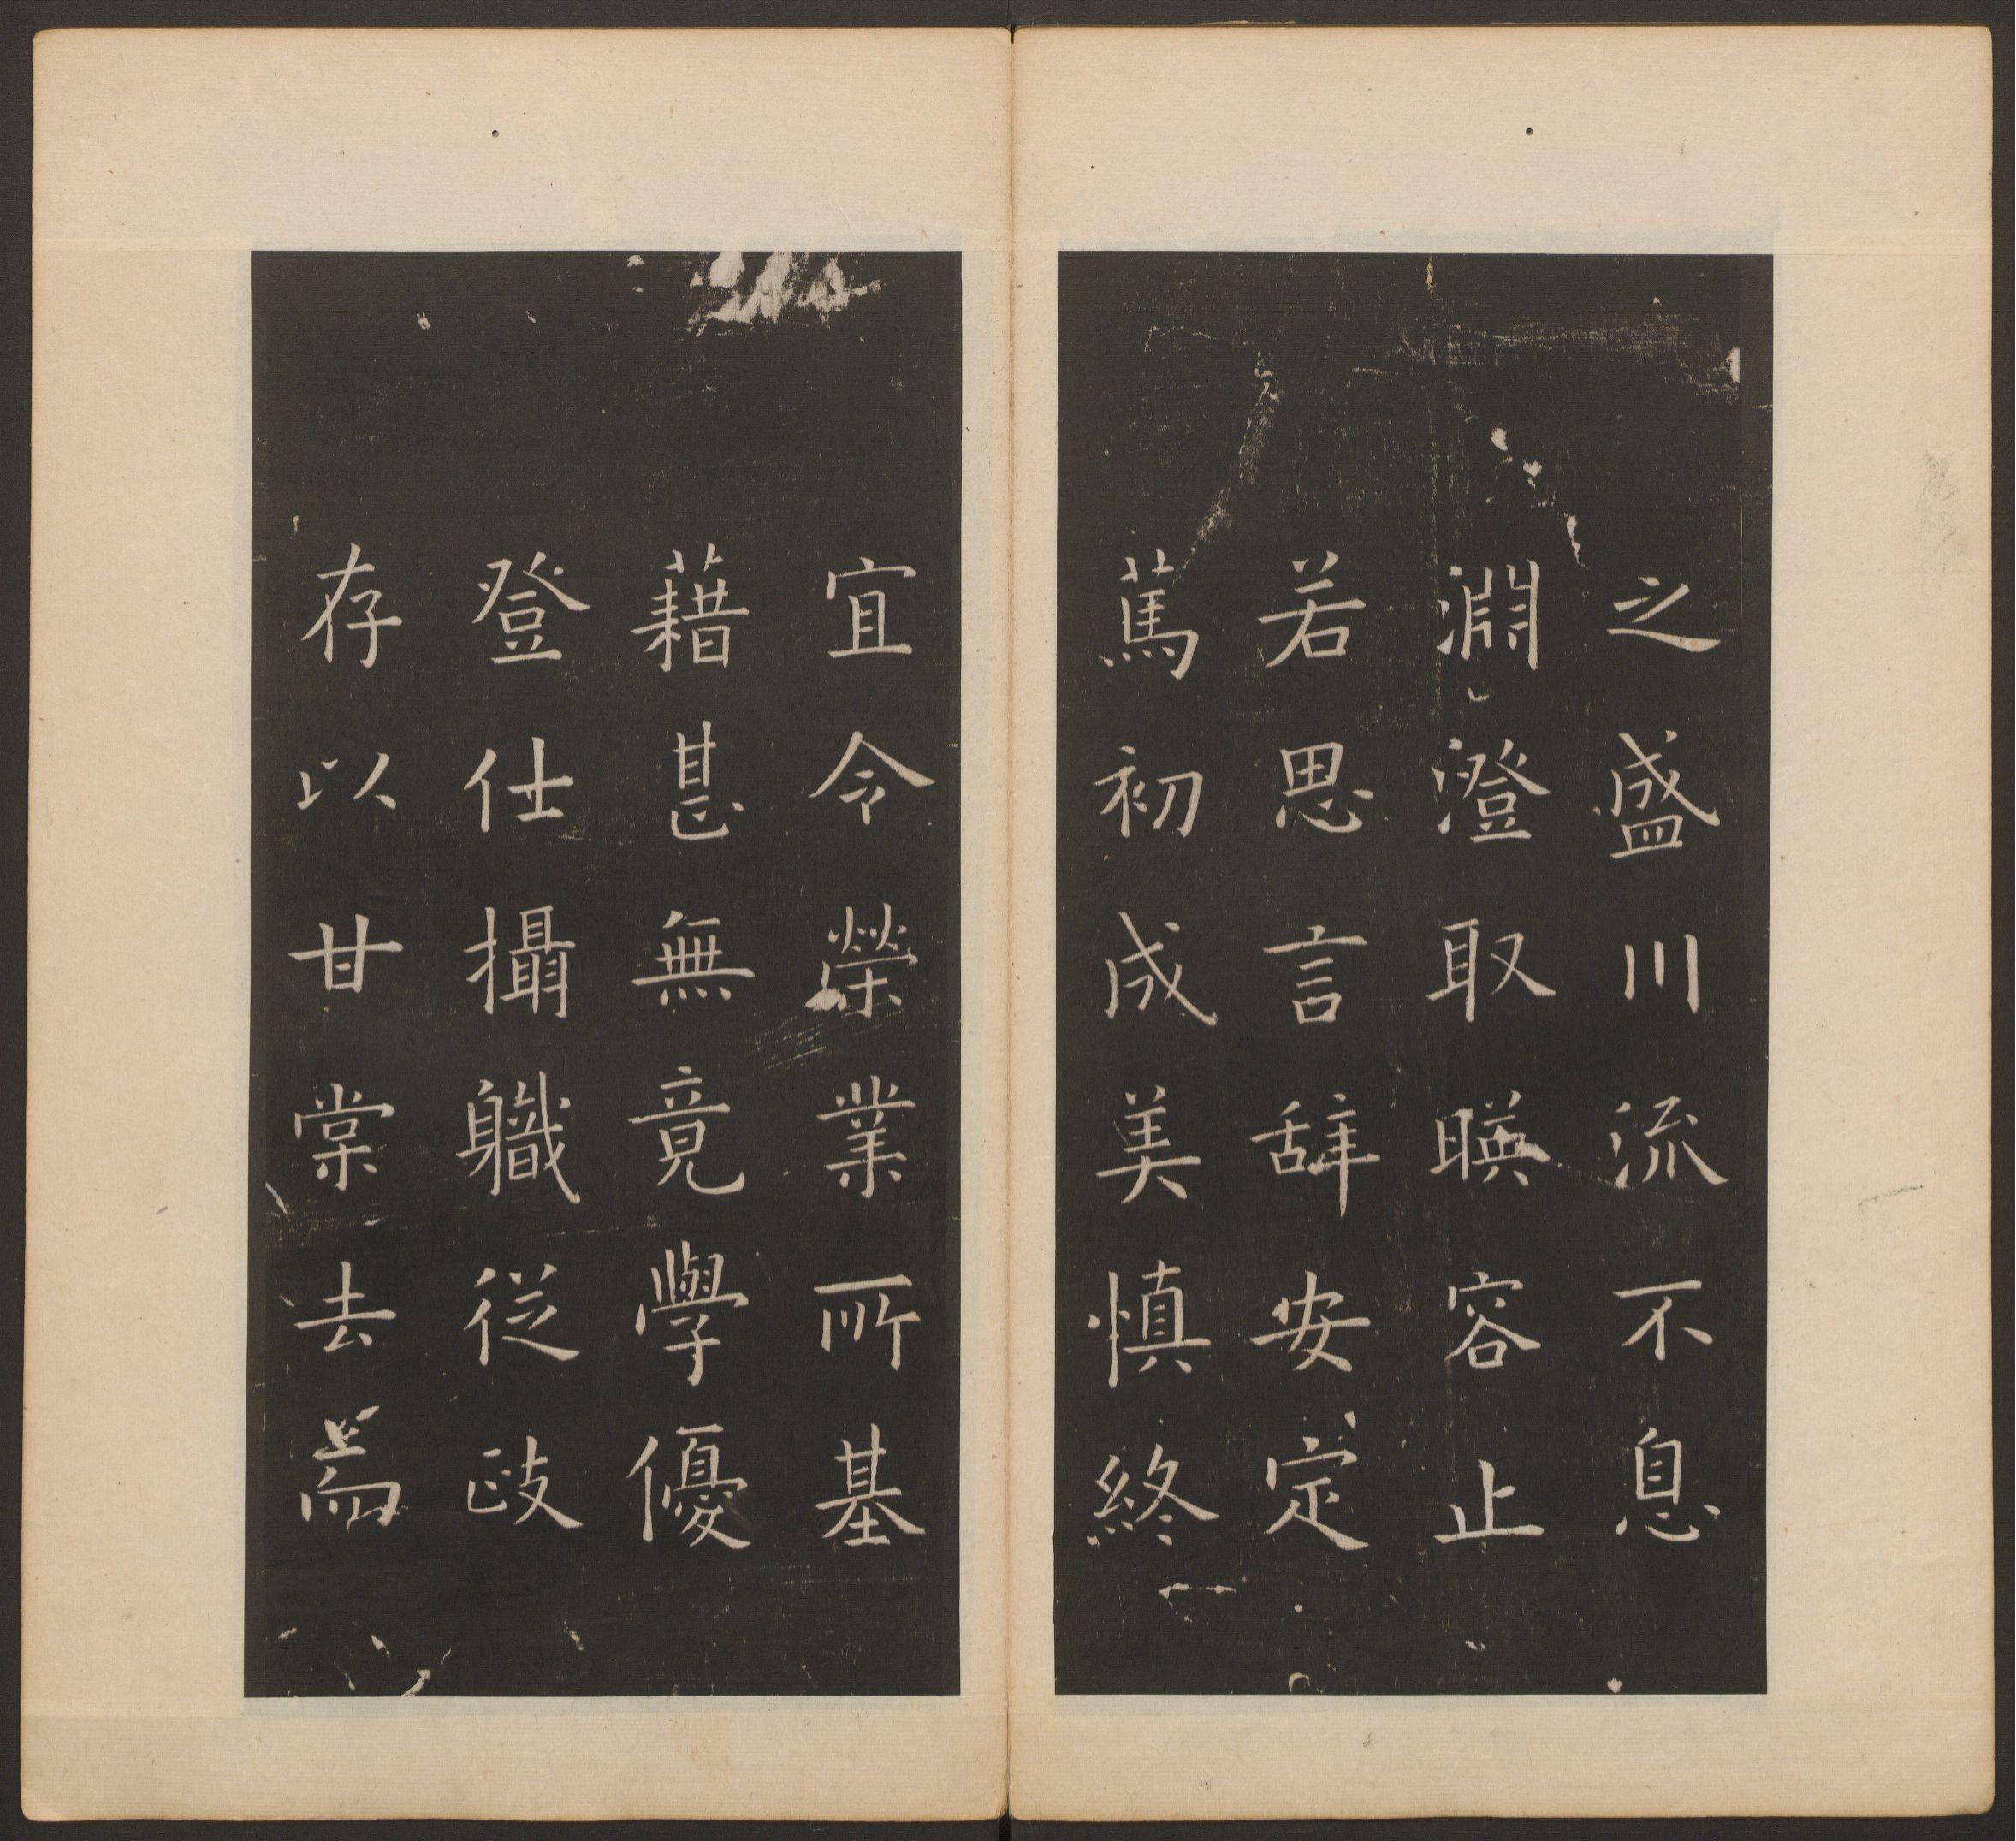 之盛川流不息
淵澄取暎容止
若思言辝安定
萬初成美慎終
宜令榮業所基
藉甚無竟學優
登仕攝職從政
存以甘棠去而